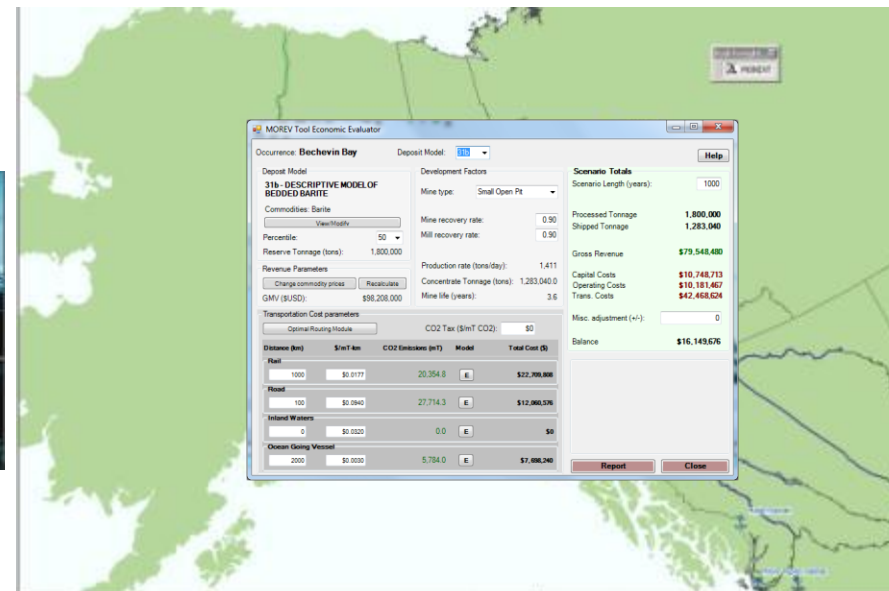 MOREV Tool Economic Evaluator
Occurrence: Bechevin Bay
Deposit Model: 31b
Help
Deposit Model
31b - DESCRIPTIVE MODEL OF
BEDDED BARITE
Commodities: Barite
View/Modify
Percentile: 50
Reserve Tonnage (tons): 1,800,000
Revenue Parameters
Change commodity prices Recalculate
GMV ($USD): $98,208,000
Development Factors
Mine type: Small Open Pit
Mine recovery rate: 0.90
Mill recovery rate: 0.90
Production rate (tons/day): 1,411
Concentrate Tonnage (tons): 1,283,040.0
Mine life (years): 3.6
Transportation Cost parameters
Optimal Routing Module
CO2 Tax ($/mT CO2): $0
Distance (km) $/mT-km CO2 Emissions (mT) Model Total Cost ($)
Rail
1000 $0.0177 20,354.8 E $22,709,808
Road
100 $0.0940 27,714.3 E $12,060,576
Inland Waters
0 $0.0320 0.0 E $0
Ocean Going Vessel
2000 $0.0030 5,784.0 E $7,698,240
Scenario Totals
Scenario Length (years): 1000
Processed Tonnage 1,800,000
Shipped Tonnage 1,283,040
Gross Revenue $79,548,480
Capital Costs $10,748,713
Operating Costs $10,181,467
Trans. Costs $42,468,624
Misc. adjustment (+/-): 0
Balance $16,149,676
Report Close